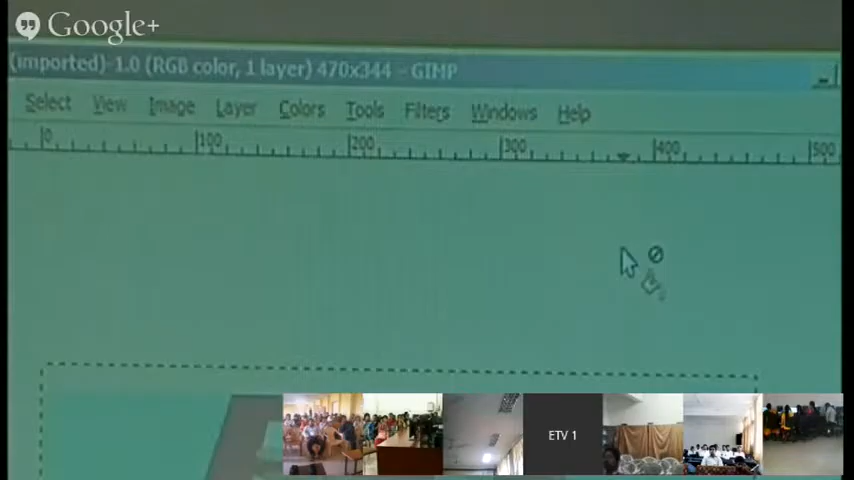 Google+
(imported)-1.0 (RGB color, 1 layer) 470x344 – GIMP
Select View Image Layer Colors Tools Filters Windows Help
0 100 200 300 400 500
ETV 1